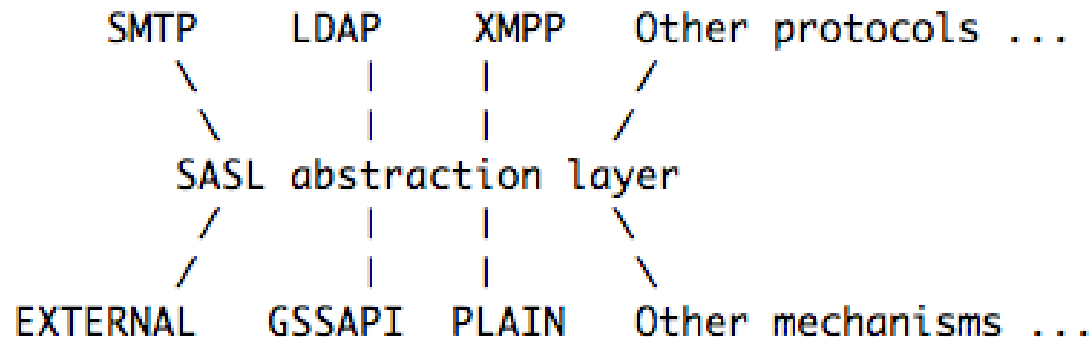 SMTP LDAP XMPP Other protocols ...
\ | | /
\ | | /
SASL abstraction layer
/ | | \
/ | | \
EXTERNAL GSSAPI PLAIN Other mechanisms ...